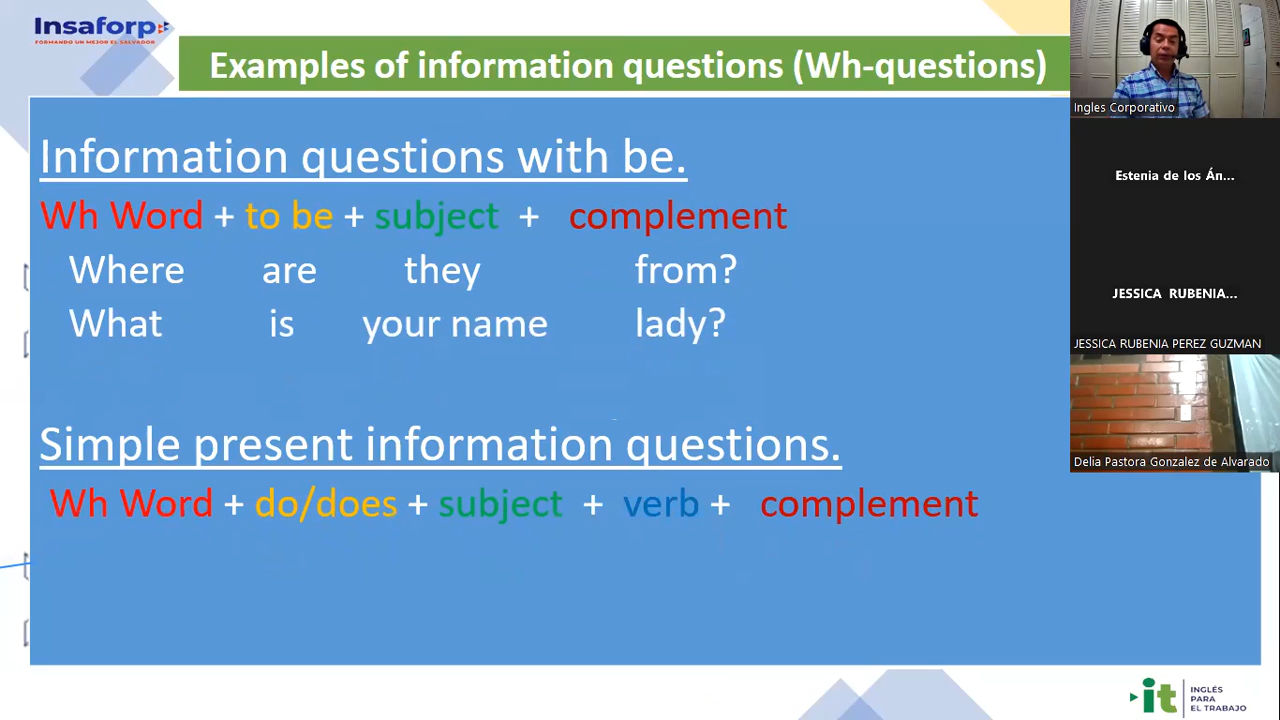 Insaforp
FORMANDO UN MEJOR EL SALVADOR
Examples of information questions (Wh-questions)
Information questions with be.
Wh Word + to be + subject + complement
Where are they from?
What is your name lady?
Simple present information questions.
Wh Word + do/does + subject + verb + complement
Ingles Corporativo
Estenia de los Án...
JESSICA RUBENIA...
JESSICA RUBENIA PEREZ GUZMAN
Delia Pastora Gonzalez de Alvarado
it
INGLÉS
PARA
EL TRABAJO